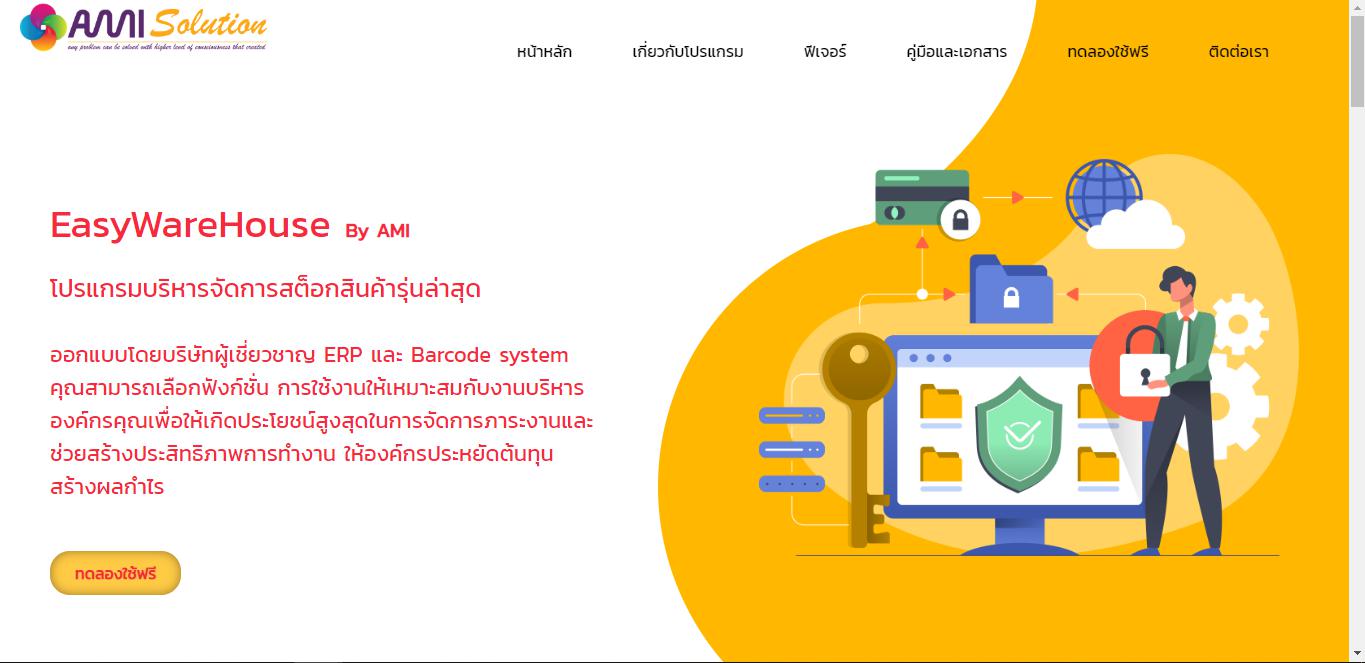 AMI Solution
any problem can be solved with higher level of consciousness that created
หน้าหลัก เกี่ยวกับโปรแกรม ฟีเจอร์ คู่มือและเอกสาร ทดลองใช้ฟรี ติดต่อเรา
EasyWareHouse By AMI
โปรแกรมบริหารจัดการสต็อกสินค้ารุ่นล่าสุด
ออกแบบโดยบริษัทผู้เชี่ยวชาญ ERP และ Barcode system
คุณสามารถเลือกฟังก์ชั่น การใช้งานให้เหมาะสมกับงานบริหาร
องค์กรคุณเพื่อให้เกิดประโยชน์สูงสุดในการจัดการภาระงานและ
ช่วยสร้างประสิทธิภาพการทำงาน ให้องค์กรประหยัดต้นทุน
สร้างผลกำไร
ทดลองใช้ฟรี